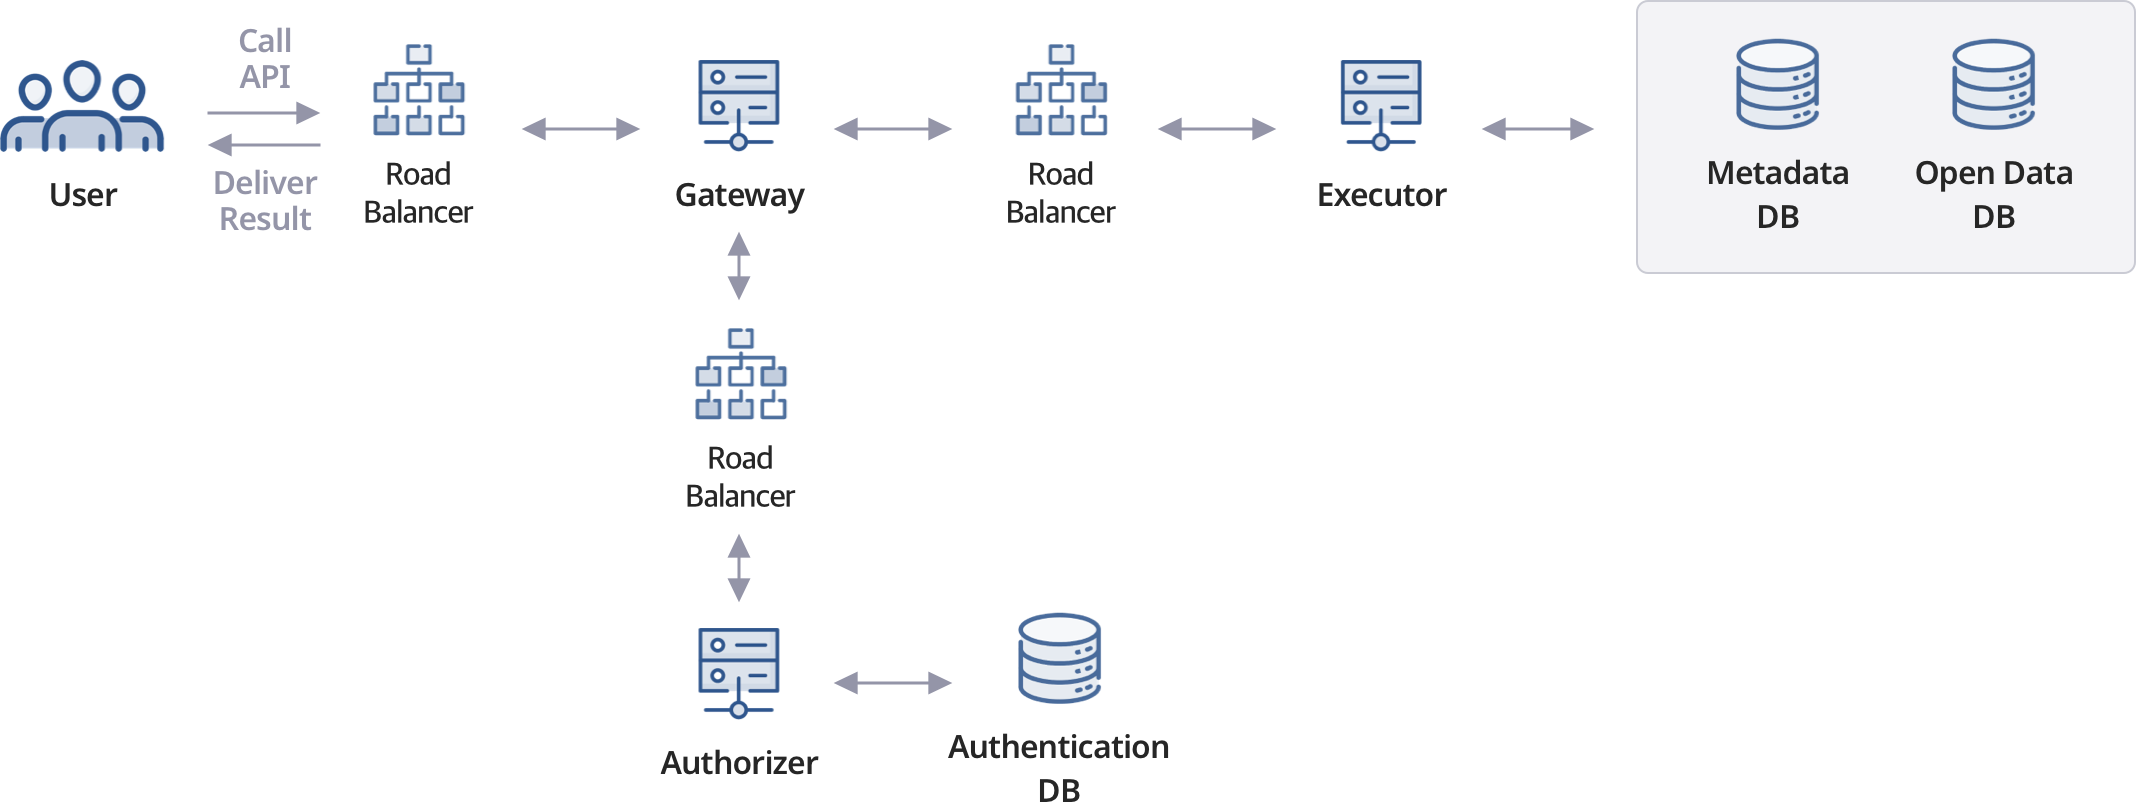 Call
API
Deliver
Result
User
Road
Balancer
Gateway
Road
Balancer
Executor
Metadata
DB
Open Data
DB
Road
Balancer
Authorizer
Authentication
DB